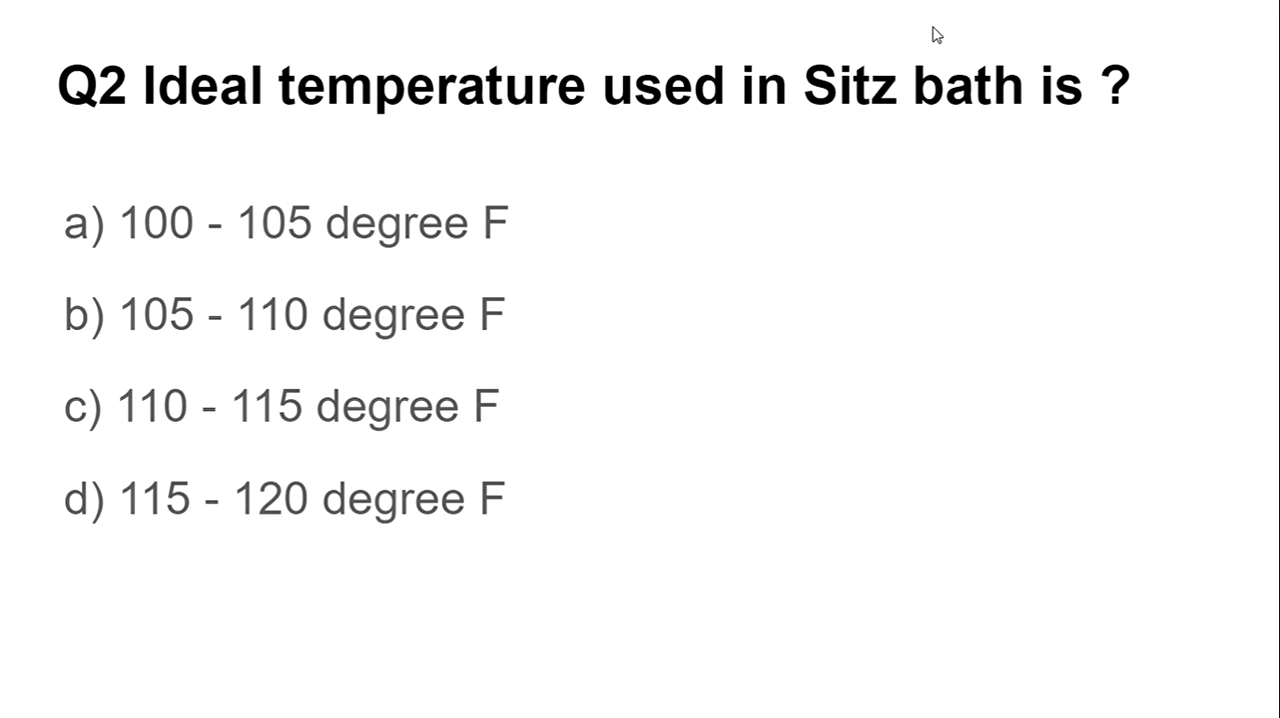 Q2 Ideal temperature used in Sitz bath is ?
a) 100 - 105 degree F
b) 105 - 110 degree F
c) 110 - 115 degree F
d) 115 - 120 degree F